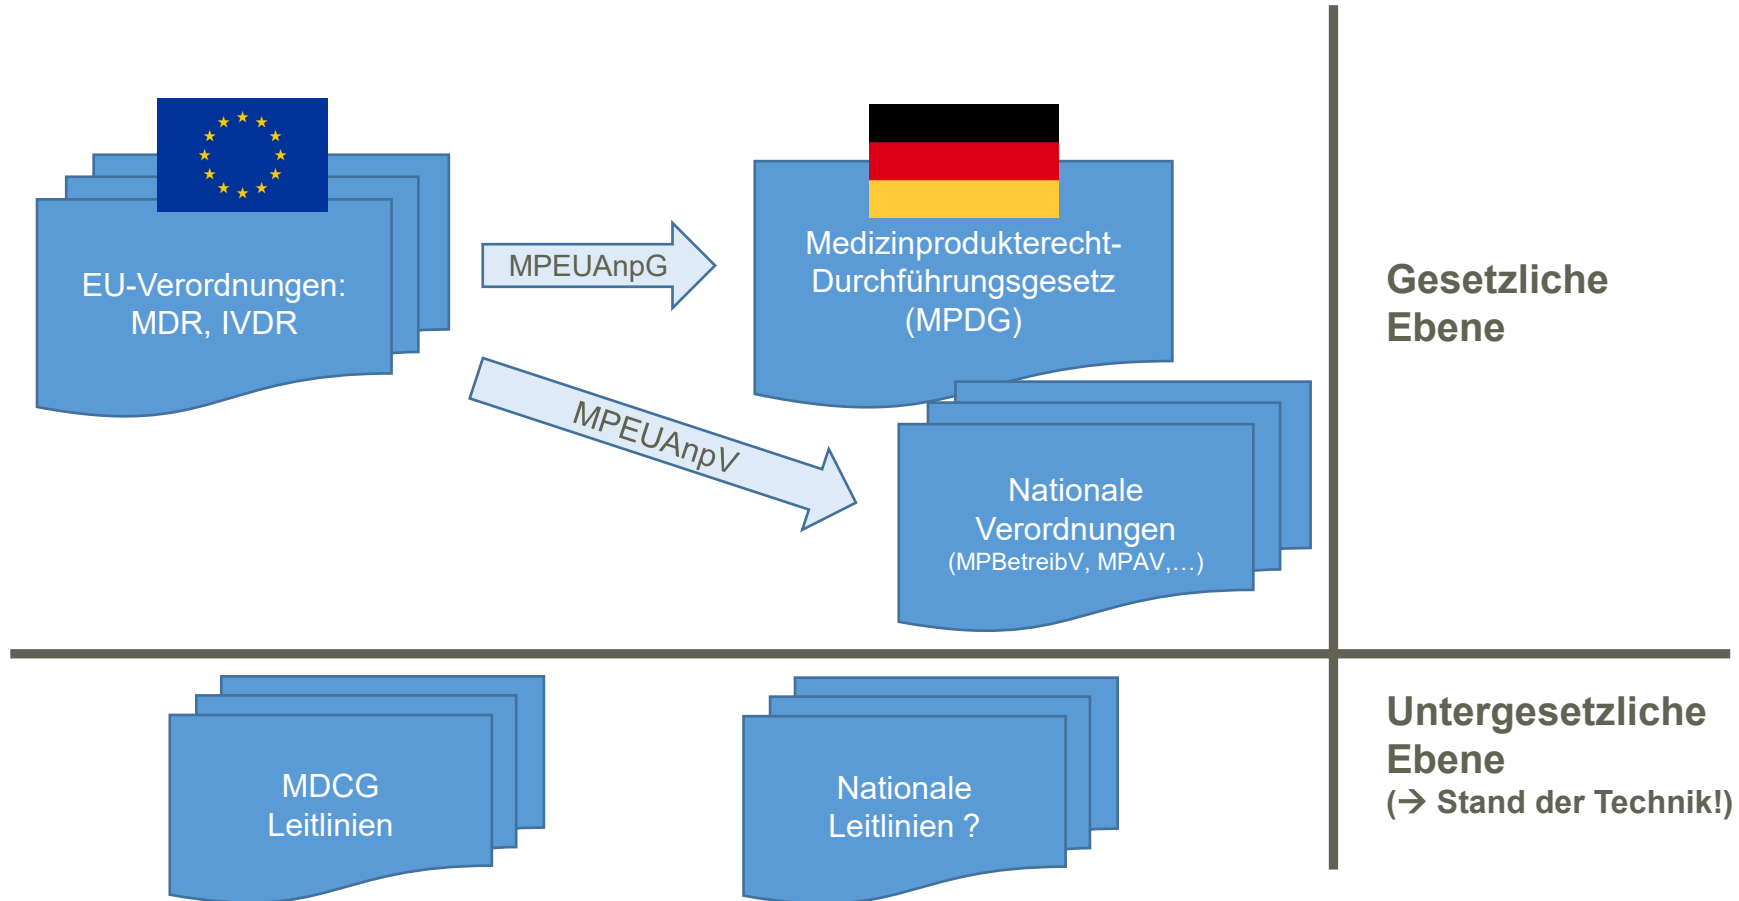 EU-Verordnungen:
MDR, IVDR
MPEUAnpG
Medizinprodukterecht-
Durchführungsgesetz
(MPDG)
Gesetzliche
Ebene
MPEUAnpV
Nationale
Verordnungen
(MPBetreibV, MPAV,…)
MDCG
Leitlinien
Nationale
Leitlinien ?
Untergesetzliche
Ebene
(→ Stand der Technik!)